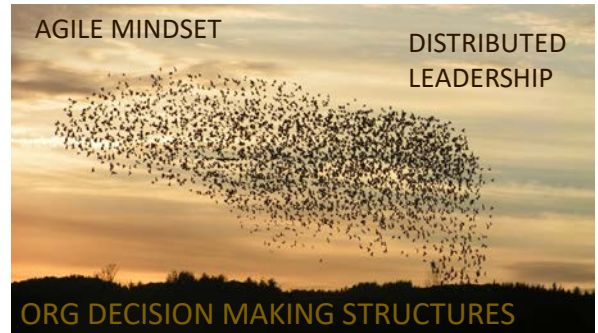 AGILE MINDSET
DISTRIBUTED
LEADERSHIP
ORG DECISION MAKING STRUCTURES